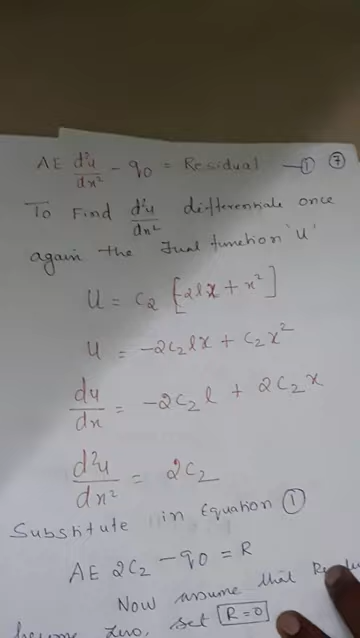 AE d²u/dx² - q0 = Residual —① ⑦
To Find d²u/dx² differentiate once
again the Trial function 'u'
U = C2 [-2lx + x²]
u = -2C2lx + C2x²
du/dx = -2C2l + 2C2x
d²u/dx² = 2C2
Substitute in Equation ①
AE 2C2 - q0 = R
Now assume that
become zero, set R=0